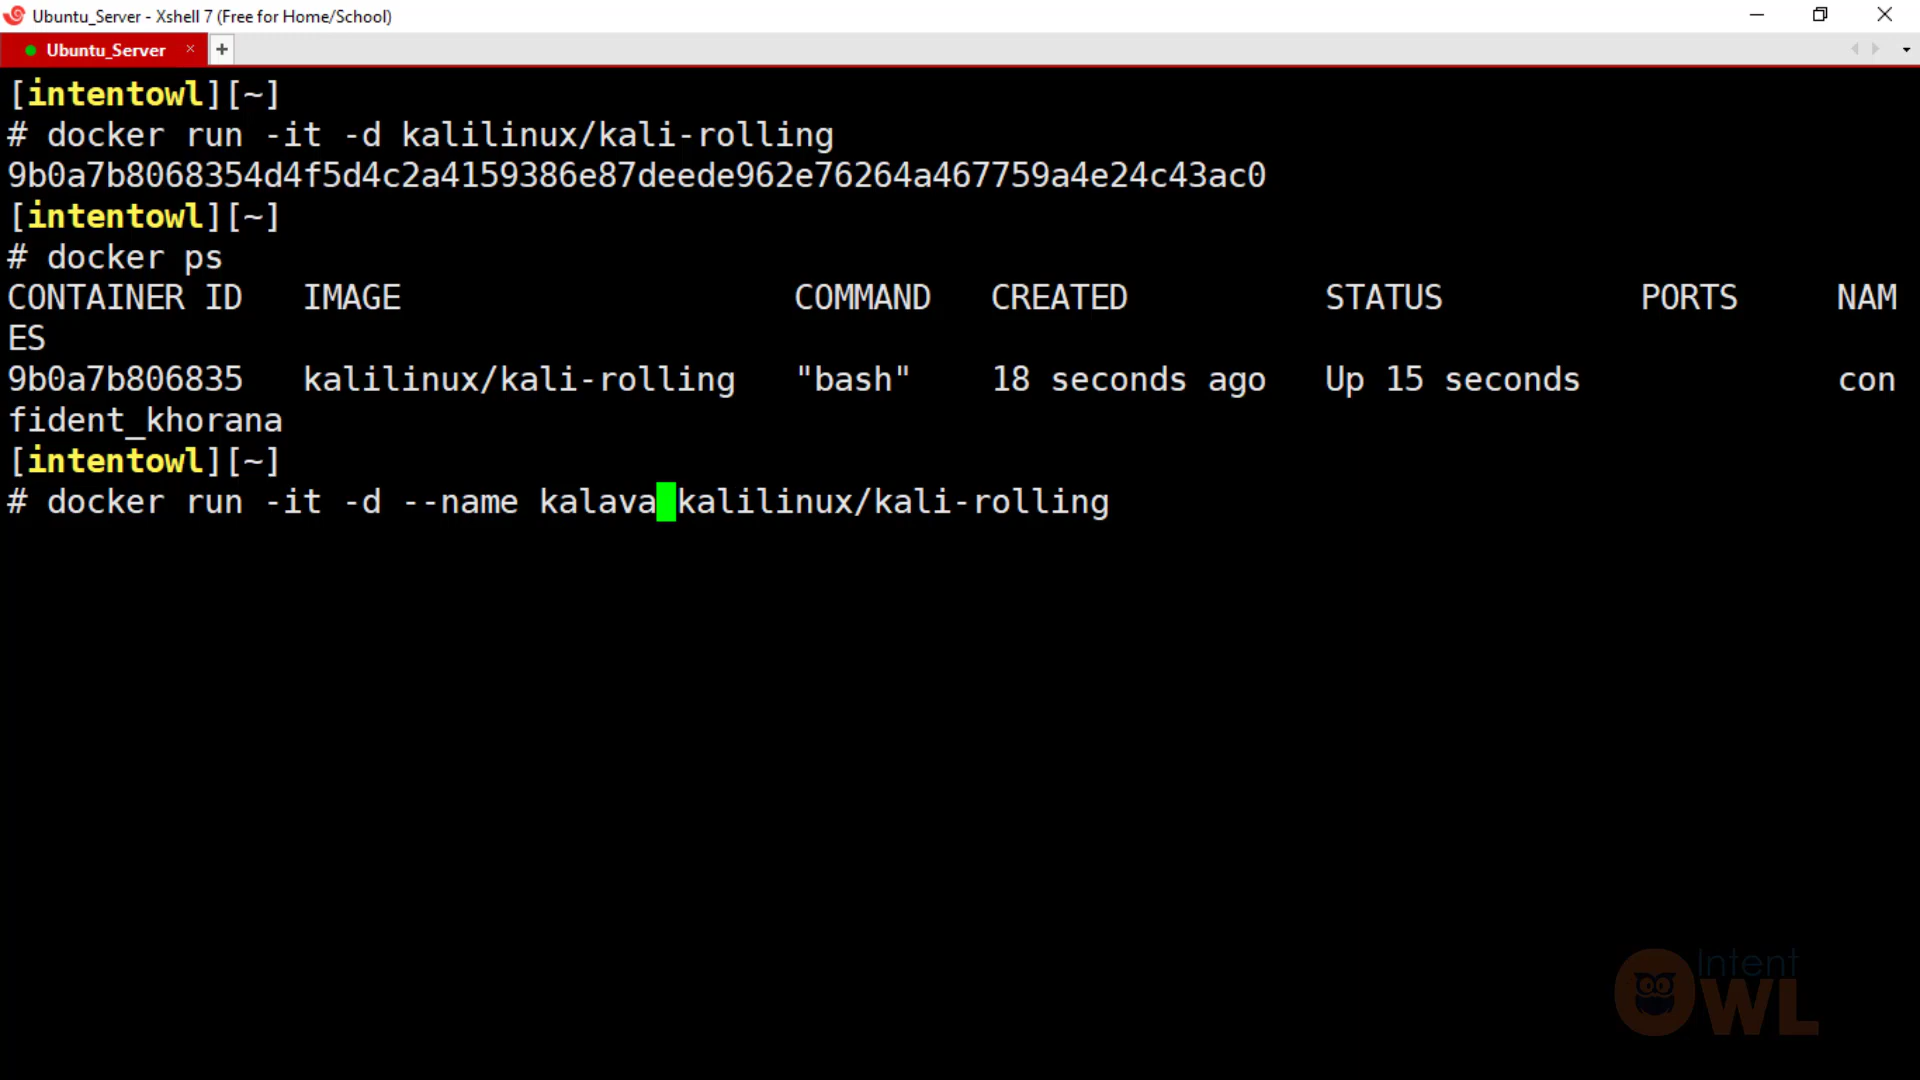 Ubuntu_Server - Xshell 7 (Free for Home/School)
Ubuntu_Server × +
[intentowl][~]
# docker run -it -d kalilinux/kali-rolling
9b0a7b8068354d4f5d4c2a4159386e87deede962e76264a467759a4e24c43ac0
[intentowl][~]
# docker ps
CONTAINER ID   IMAGE                    COMMAND   CREATED          STATUS          PORTS     NAM
ES
9b0a7b806835   kalilinux/kali-rolling   "bash"    18 seconds ago   Up 15 seconds             con
fident_khorana
[intentowl][~]
# docker run -it -d --name kalava kalilinux/kali-rolling
Intent
OWL